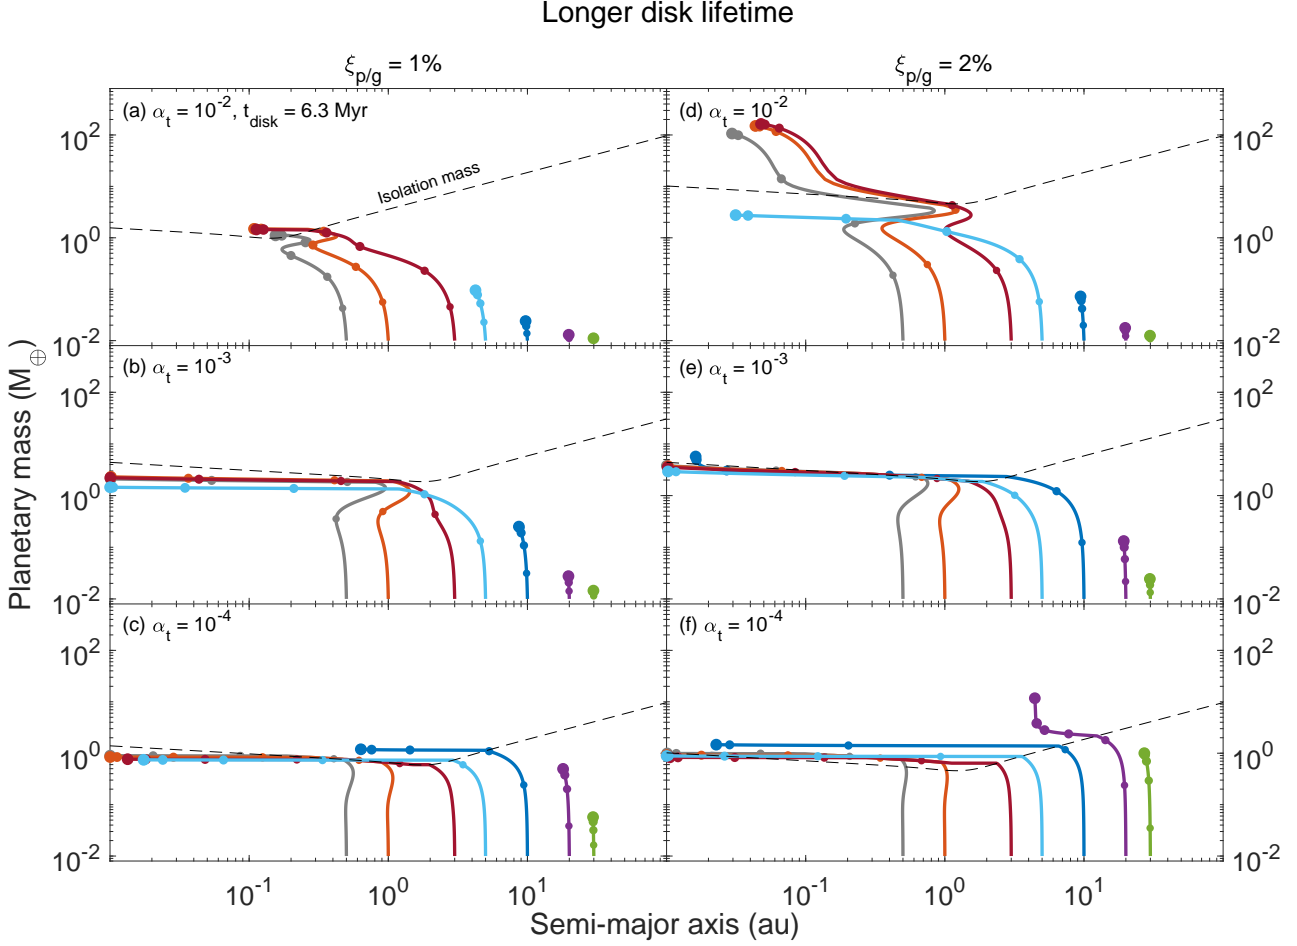 Longer disk lifetime
ξp/g = 1%
ξp/g = 2%
(a) αt = 10-2, tdisk = 6.3 Myr
(d) αt = 10-2
Isolation mass
102
100
10-2
102
100
10-2
(b) αt = 10-3
(e) αt = 10-3
102
100
10-2
102
100
10-2
(c) αt = 10-4
(f) αt = 10-4
102
100
10-2
102
100
10-2
10-1 100 101 10-1 100 101
Planetary mass (M⊕)
Semi-major axis (au)